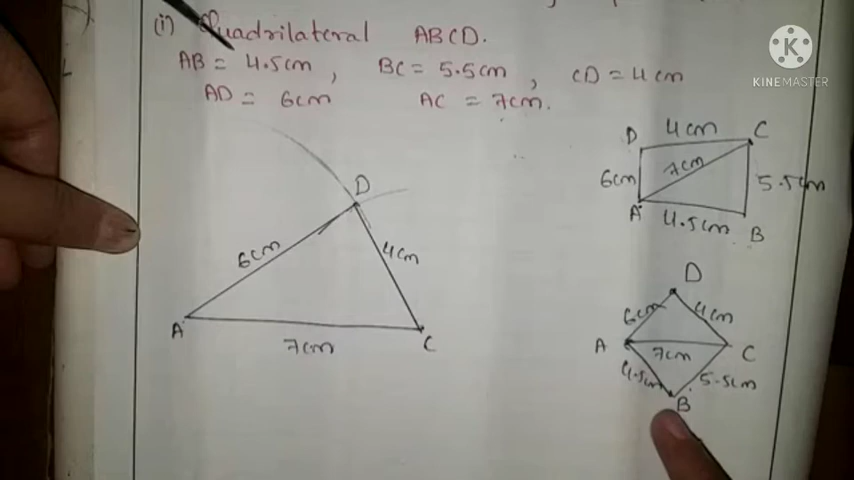 (i) Quadrilateral ABCD.
AB = 4.5cm, BC = 5.5cm, CD = 4cm
AD = 6cm AC = 7cm.
K
KINEMASTER
D 4cm C
6cm 7cm 5.5cm
A 4.5cm B
D
6cm 4cm
A 7cm C
D
6cm 4cm
A 7cm C
4.5cm 5.5cm
B